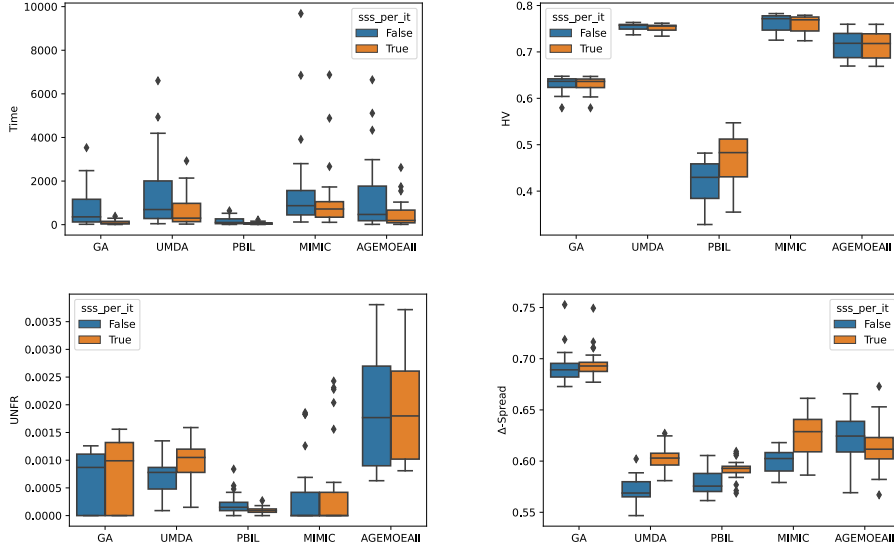 10000
8000
6000
4000
2000
0
Time
sss_per_it
False
True
GA
UMDA
PBIL
MIMIC
AGEMOEAII
0.8
0.7
0.6
0.5
0.4
HV
sss_per_it
False
True
GA
UMDA
PBIL
MIMIC
AGEMOEAII
0.0035
0.0030
0.0025
0.0020
0.0015
0.0010
0.0005
0.0000
UNFR
sss_per_it
False
True
GA
UMDA
PBIL
MIMIC
AGEMOEAII
0.75
0.70
0.65
0.60
0.55
Δ-Spread
sss_per_it
False
True
GA
UMDA
PBIL
MIMIC
AGEMOEAII